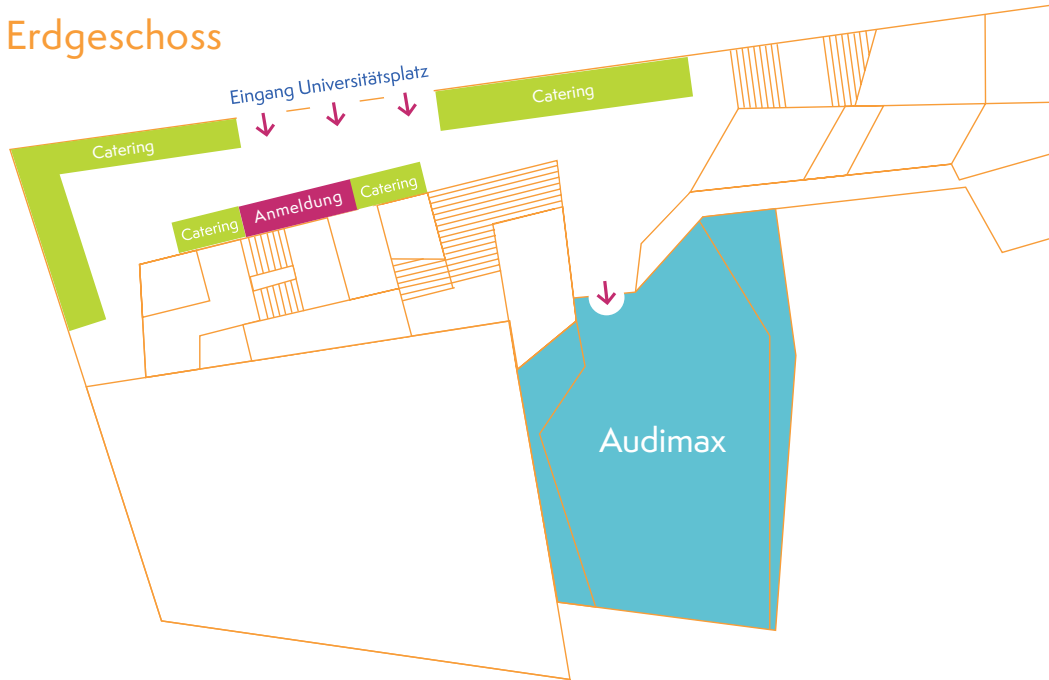 Erdgeschoss
Eingang Universitätsplatz
Catering
Catering
Catering
Anmeldung
Catering
Audimax